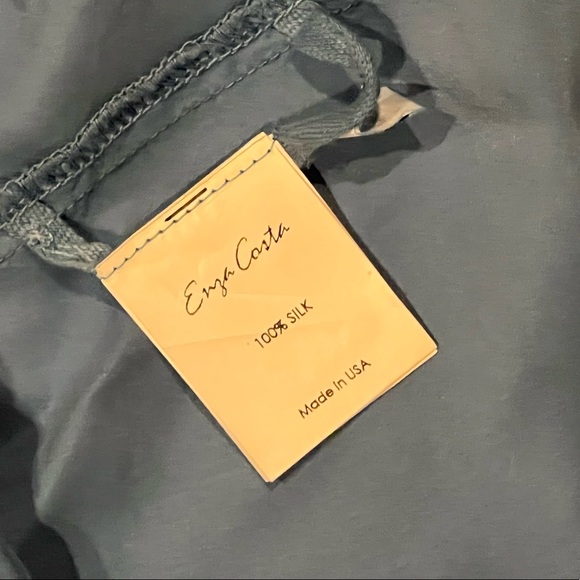 Enza Costa
100% SILK
Made in USA